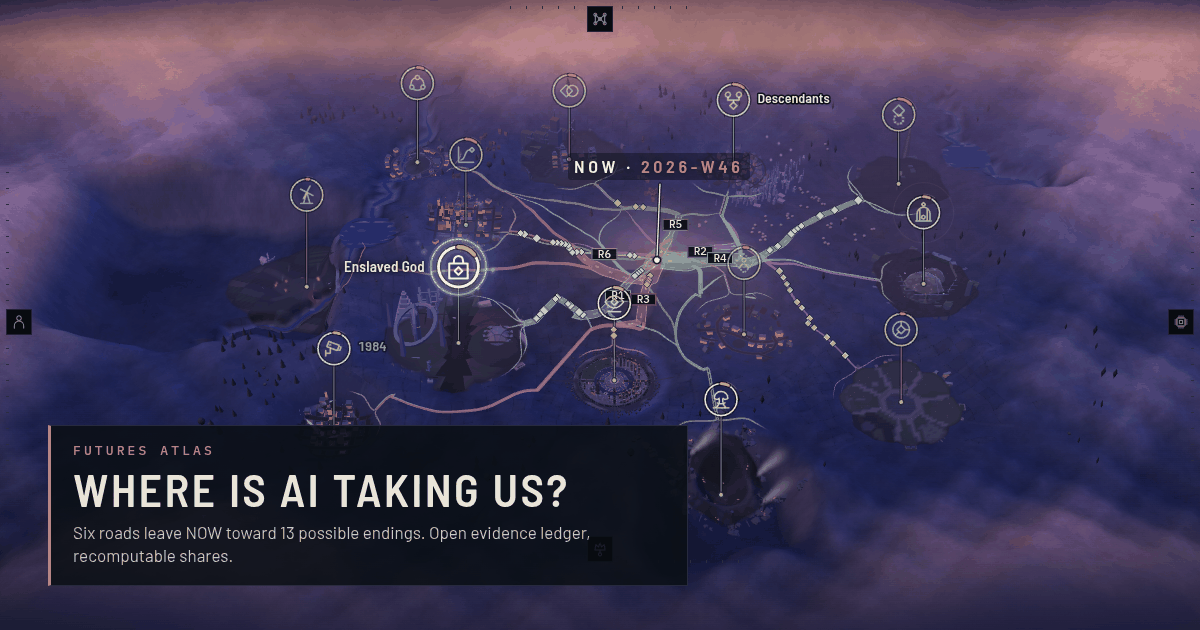 Descendants
NOW · 2026-W46
R5
R6
R2
R4
Enslaved God
R1
R3
1984
FUTURES ATLAS
WHERE IS AI TAKING US?
Six roads leave NOW toward 13 possible endings. Open evidence ledger,
recomputable shares.